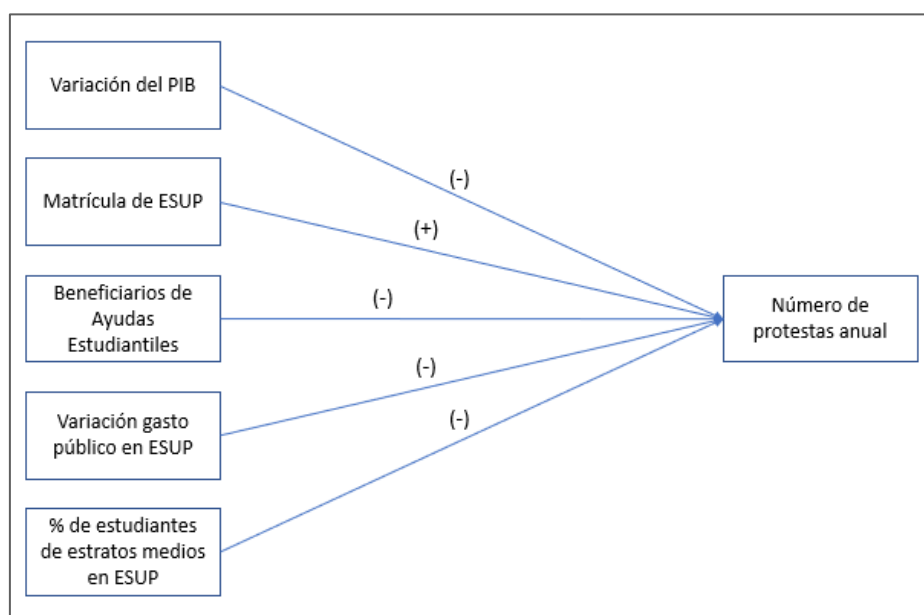 Variación del PIB
(-)
Matrícula de ESUP
(+)
Beneficiarios de
Ayudas
Estudiantiles
(-)
Número de
protestas anual
(-)
Variación gasto
público en ESUP
(-)
% de estudiantes
de estratos medios
en ESUP